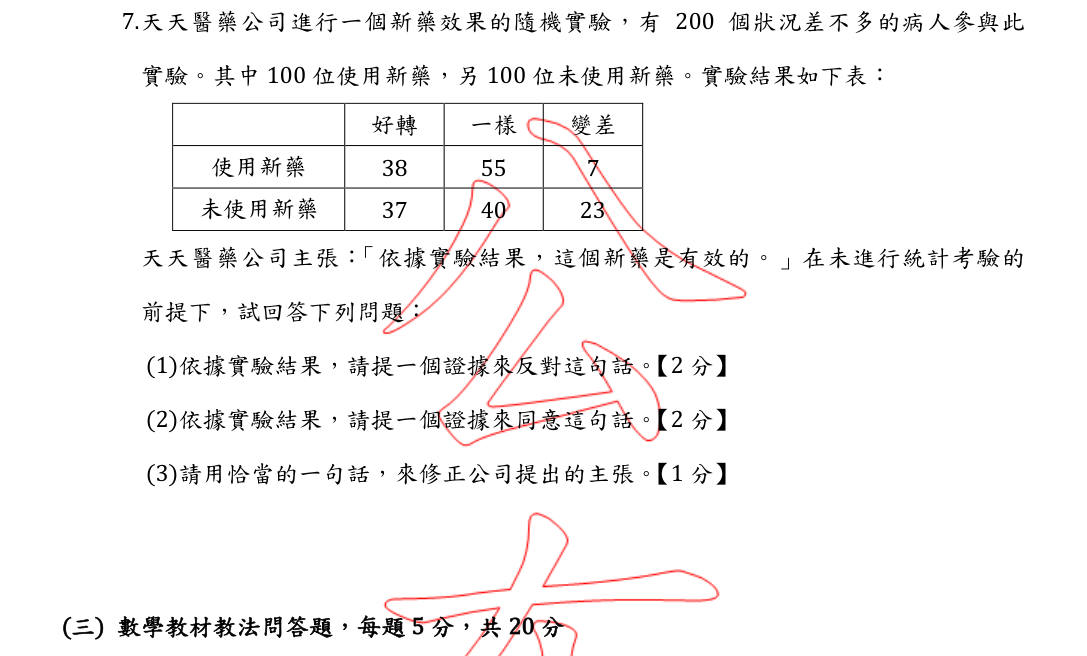 7.天天醫藥公司進行一個新藥效果的隨機實驗，有 200 個狀況差不多的病人參與此
實驗。其中 100 位使用新藥，另 100 位未使用新藥。實驗結果如下表：
好轉 一樣 變差
使用新藥 38 55 7
未使用新藥 37 40 23
天天醫藥公司主張：「依據實驗結果，這個新藥是有效的。」在未進行統計考驗的
前提下，試回答下列問題：
(1)依據實驗結果，請提一個證據來反對這句話。【2 分】
(2)依據實驗結果，請提一個證據來同意這句話。【2 分】
(3)請用恰當的一句話，來修正公司提出的主張。【1 分】
(三) 數學教材教法問答題，每題 5 分，共 20 分